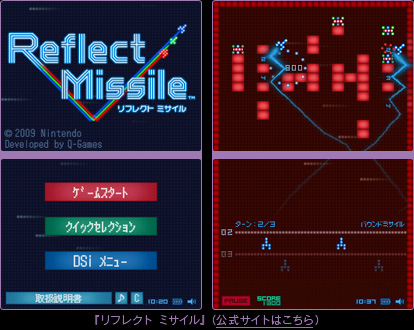 Reflect
Missile™
リフレクト ミサイル
©2009 Nintendo
Developed by Q-Games
800
ゲームスタート
クイックセレクション
DSi メニュー
取扱説明書
C
10:20
ターン: 2/3
バウンドミサイル
02
03
PAUSE
SCORE
10:37
『リフレクト ミサイル』(公式サイトはこちら)